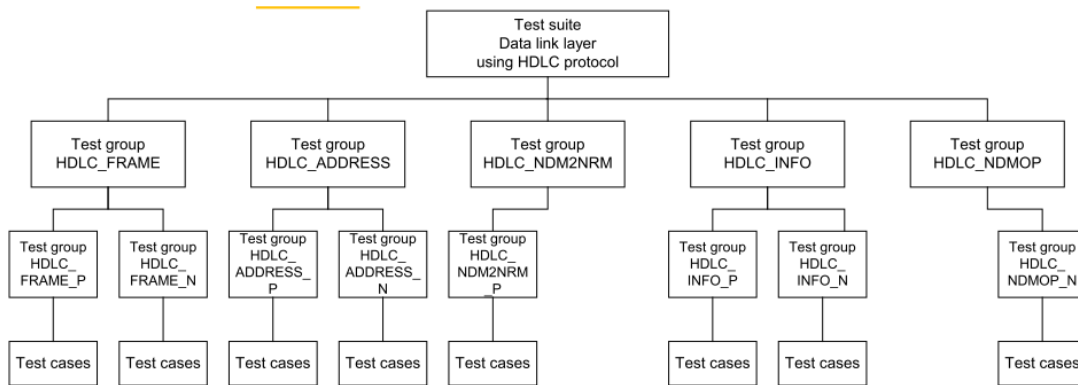 Test suite
Data link layer
using HDLC protocol
Test group
HDLC_FRAME
Test group
HDLC_ADDRESS
Test group
HDLC_NDM2NRM
Test group
HDLC_INFO
Test group
HDLC_NDMOP
Test group
HDLC_
FRAME_P
Test group
HDLC_
FRAME_N
Test group
HDLC_
ADDRESS_
P
Test group
HDLC_
ADDRESS_
N
Test group
HDLC_
NDM2NRM
_P
Test group
HDLC_
INFO_P
Test group
HDLC_
INFO_N
Test group
HDLC_
NDMOP_N
Test cases
Test cases
Test cases
Test cases
Test cases
Test cases
Test cases
Test cases